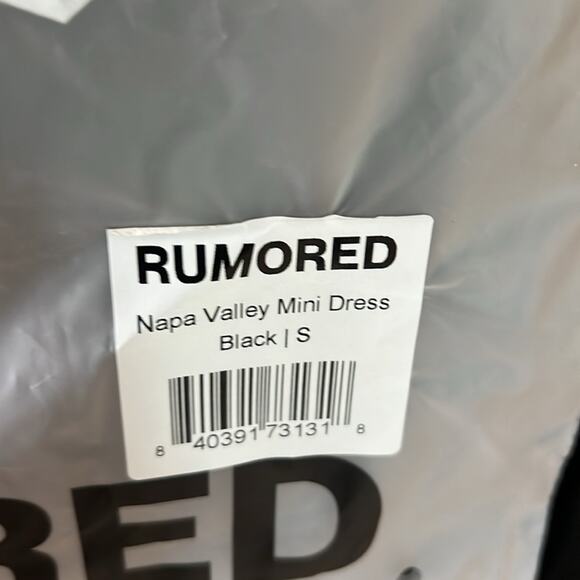 RUMORED
Napa Valley Mini Dress
Black | S
8 40391 73131 8
RED